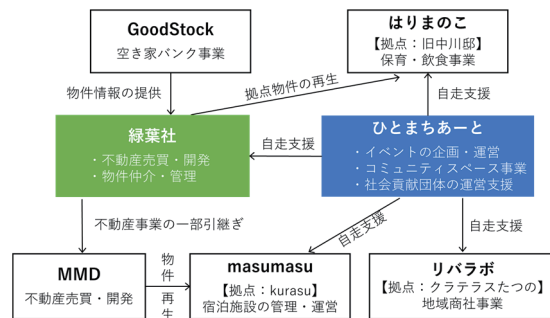 GoodStock
空き家バンク事業
はりまのこ
【拠点：旧中川邸】
保育・飲食事業
物件情報の提供
拠点物件の再生
自走支援
緑葉社
・不動産売買・開発
・物件仲介・管理
自走支援
ひとまちあーと
・イベントの企画・運営
・コミュニティスペース事業
・社会貢献団体の運営支援
不動産事業の一部引継ぎ
自走支援
自走支援
MMD
不動産売買・開発
物件
再生
masumasu
【拠点：kurasu】
宿泊施設の管理・運営
リバラボ
【拠点：クラテラスたつの】
地域商社事業